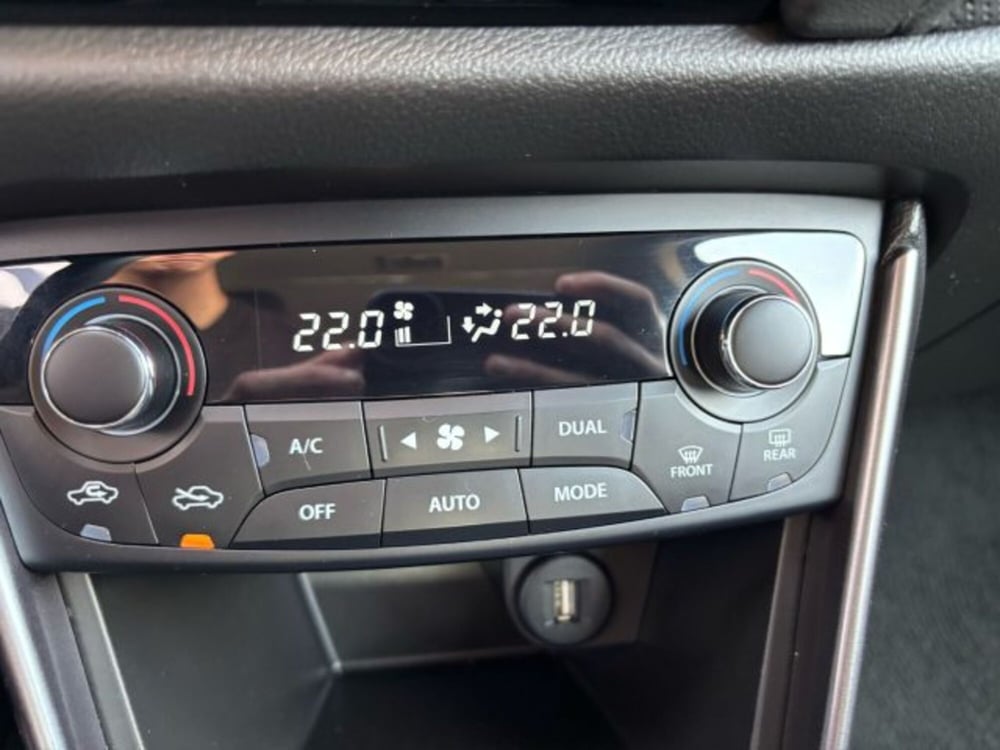 22.0 22.0
A/C DUAL
FRONT REAR
OFF AUTO MODE